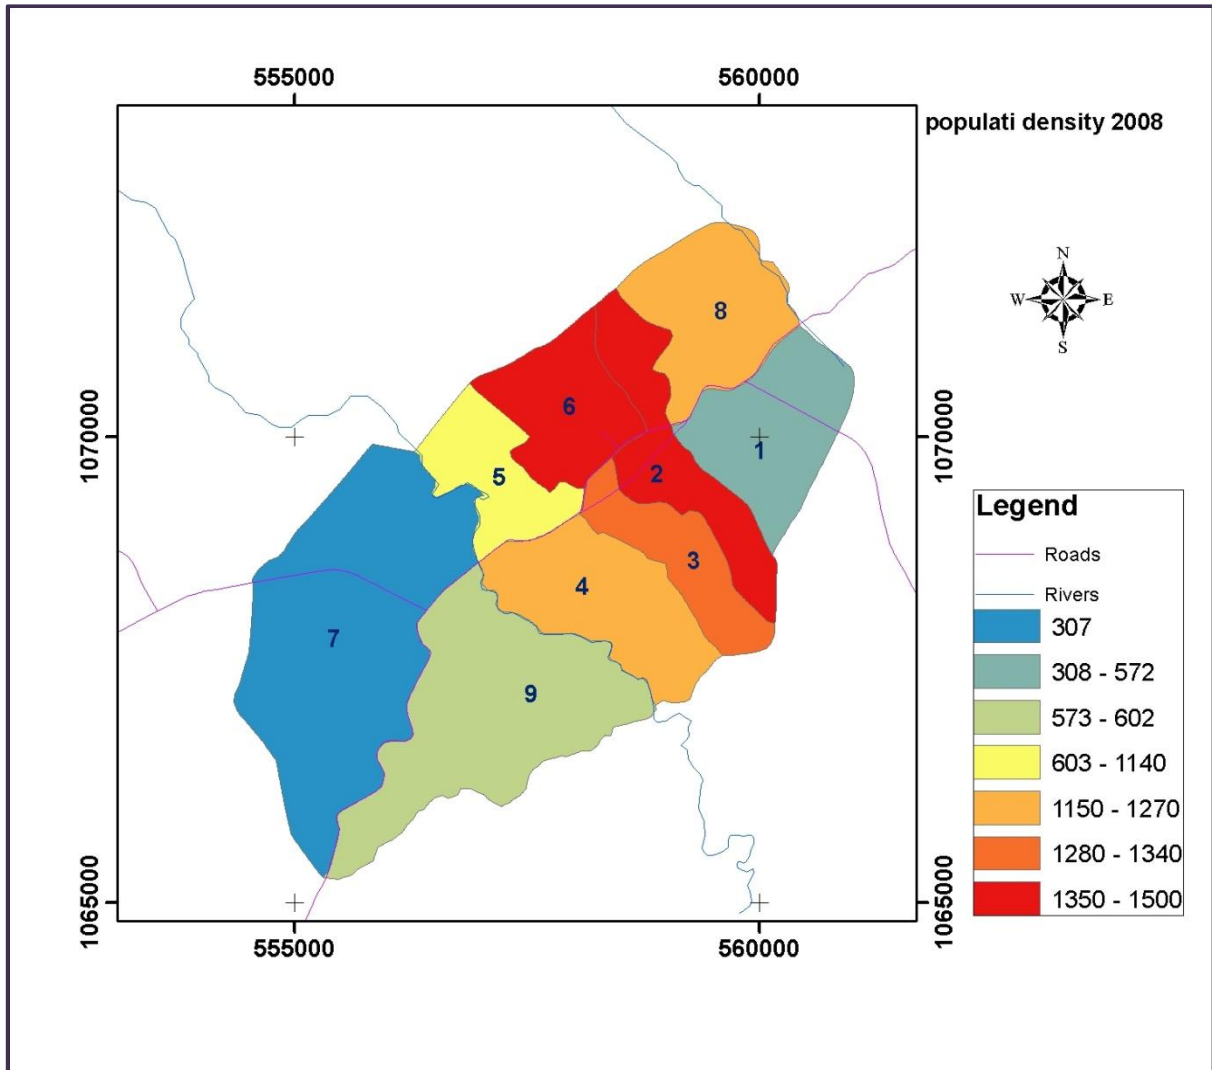 555000
560000
populati density 2008
N
W
E
S
8
6
1070000
1070000
1
2
5
3
4
7
9
Legend
Roads
Rivers
307
308 - 572
573 - 602
603 - 1140
1150 - 1270
1280 - 1340
1350 - 1500
1065000
1065000
555000
560000